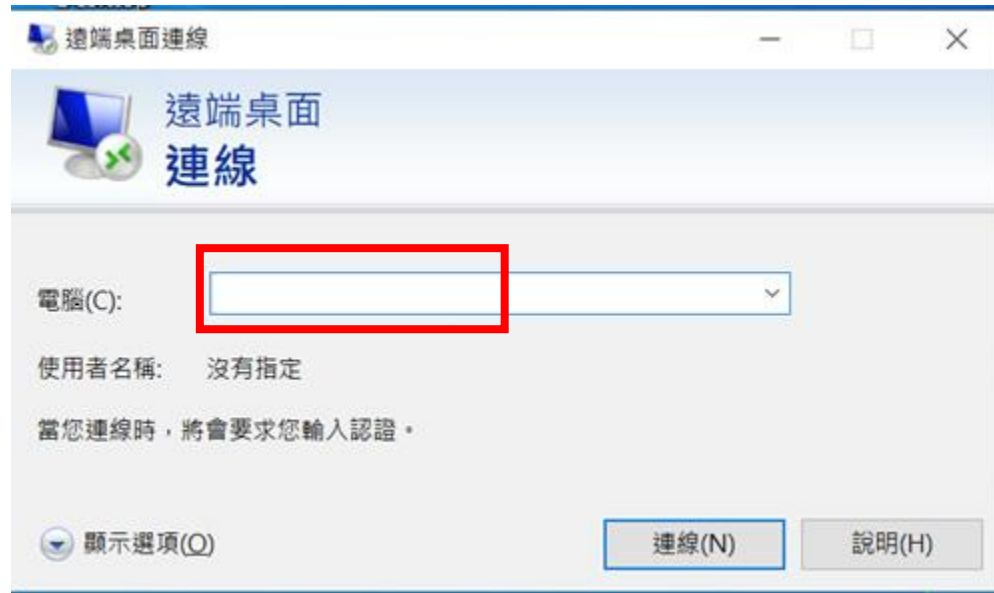 遠端桌面連線
遠端桌面
連線
電腦(C):
使用者名稱: 沒有指定
當您連線時，將會要求您輸入認證。
顯示選項(O) 連線(N) 說明(H)